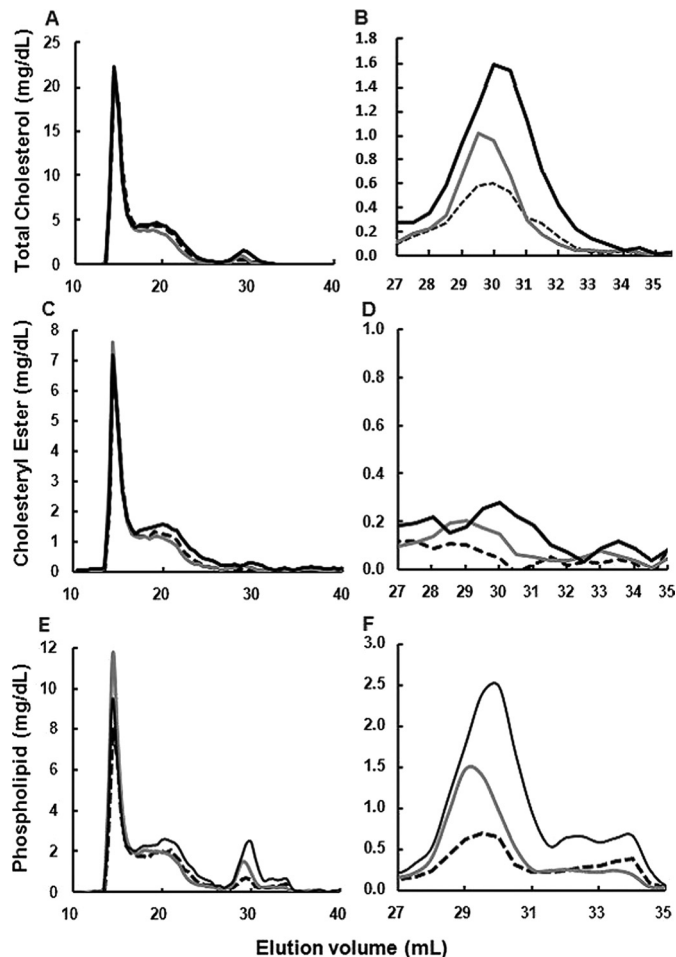 A
B
Total Cholesterol (mg/dL)
25
20
15
10
5
0
10 20 30 40
1.8
1.6
1.4
1.2
1.0
0.8
0.6
0.4
0.2
0.0
27 28 29 30 31 32 33 34 35
C
D
Cholesteryl Ester (mg/dL)
8
7
6
5
4
3
2
1
0
10 20 30 40
1.0
0.8
0.6
0.4
0.2
0.0
27 28 29 30 31 32 33 34 35
E
F
Phospholipid (mg/dL)
12
10
8
6
4
2
0
10 20 30 40
3.0
2.5
2.0
1.5
1.0
0.5
0.0
27 29 31 33 35
Elution volume (mL)